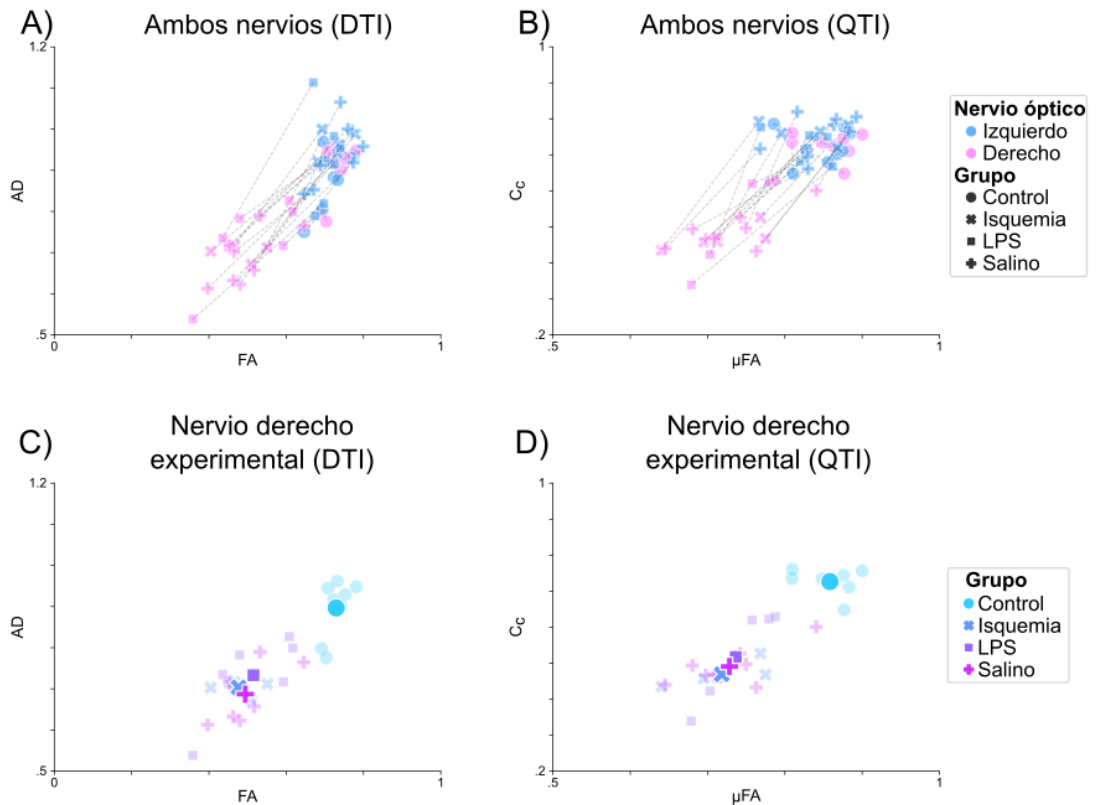 A)
Ambos nervios (DTI)
1.2
AD
.5
0
FA
1
B)
Ambos nervios (QTI)
1
Cc
.2
.5
µFA
1
Nervio óptico
Izquierdo
Derecho
Grupo
Control
Isquemia
LPS
Salino
C)
Nervio derecho
experimental (DTI)
1.2
AD
.5
0
FA
1
D)
Nervio derecho
experimental (QTI)
1
Cc
.2
.5
µFA
1
Grupo
Control
Isquemia
LPS
Salino